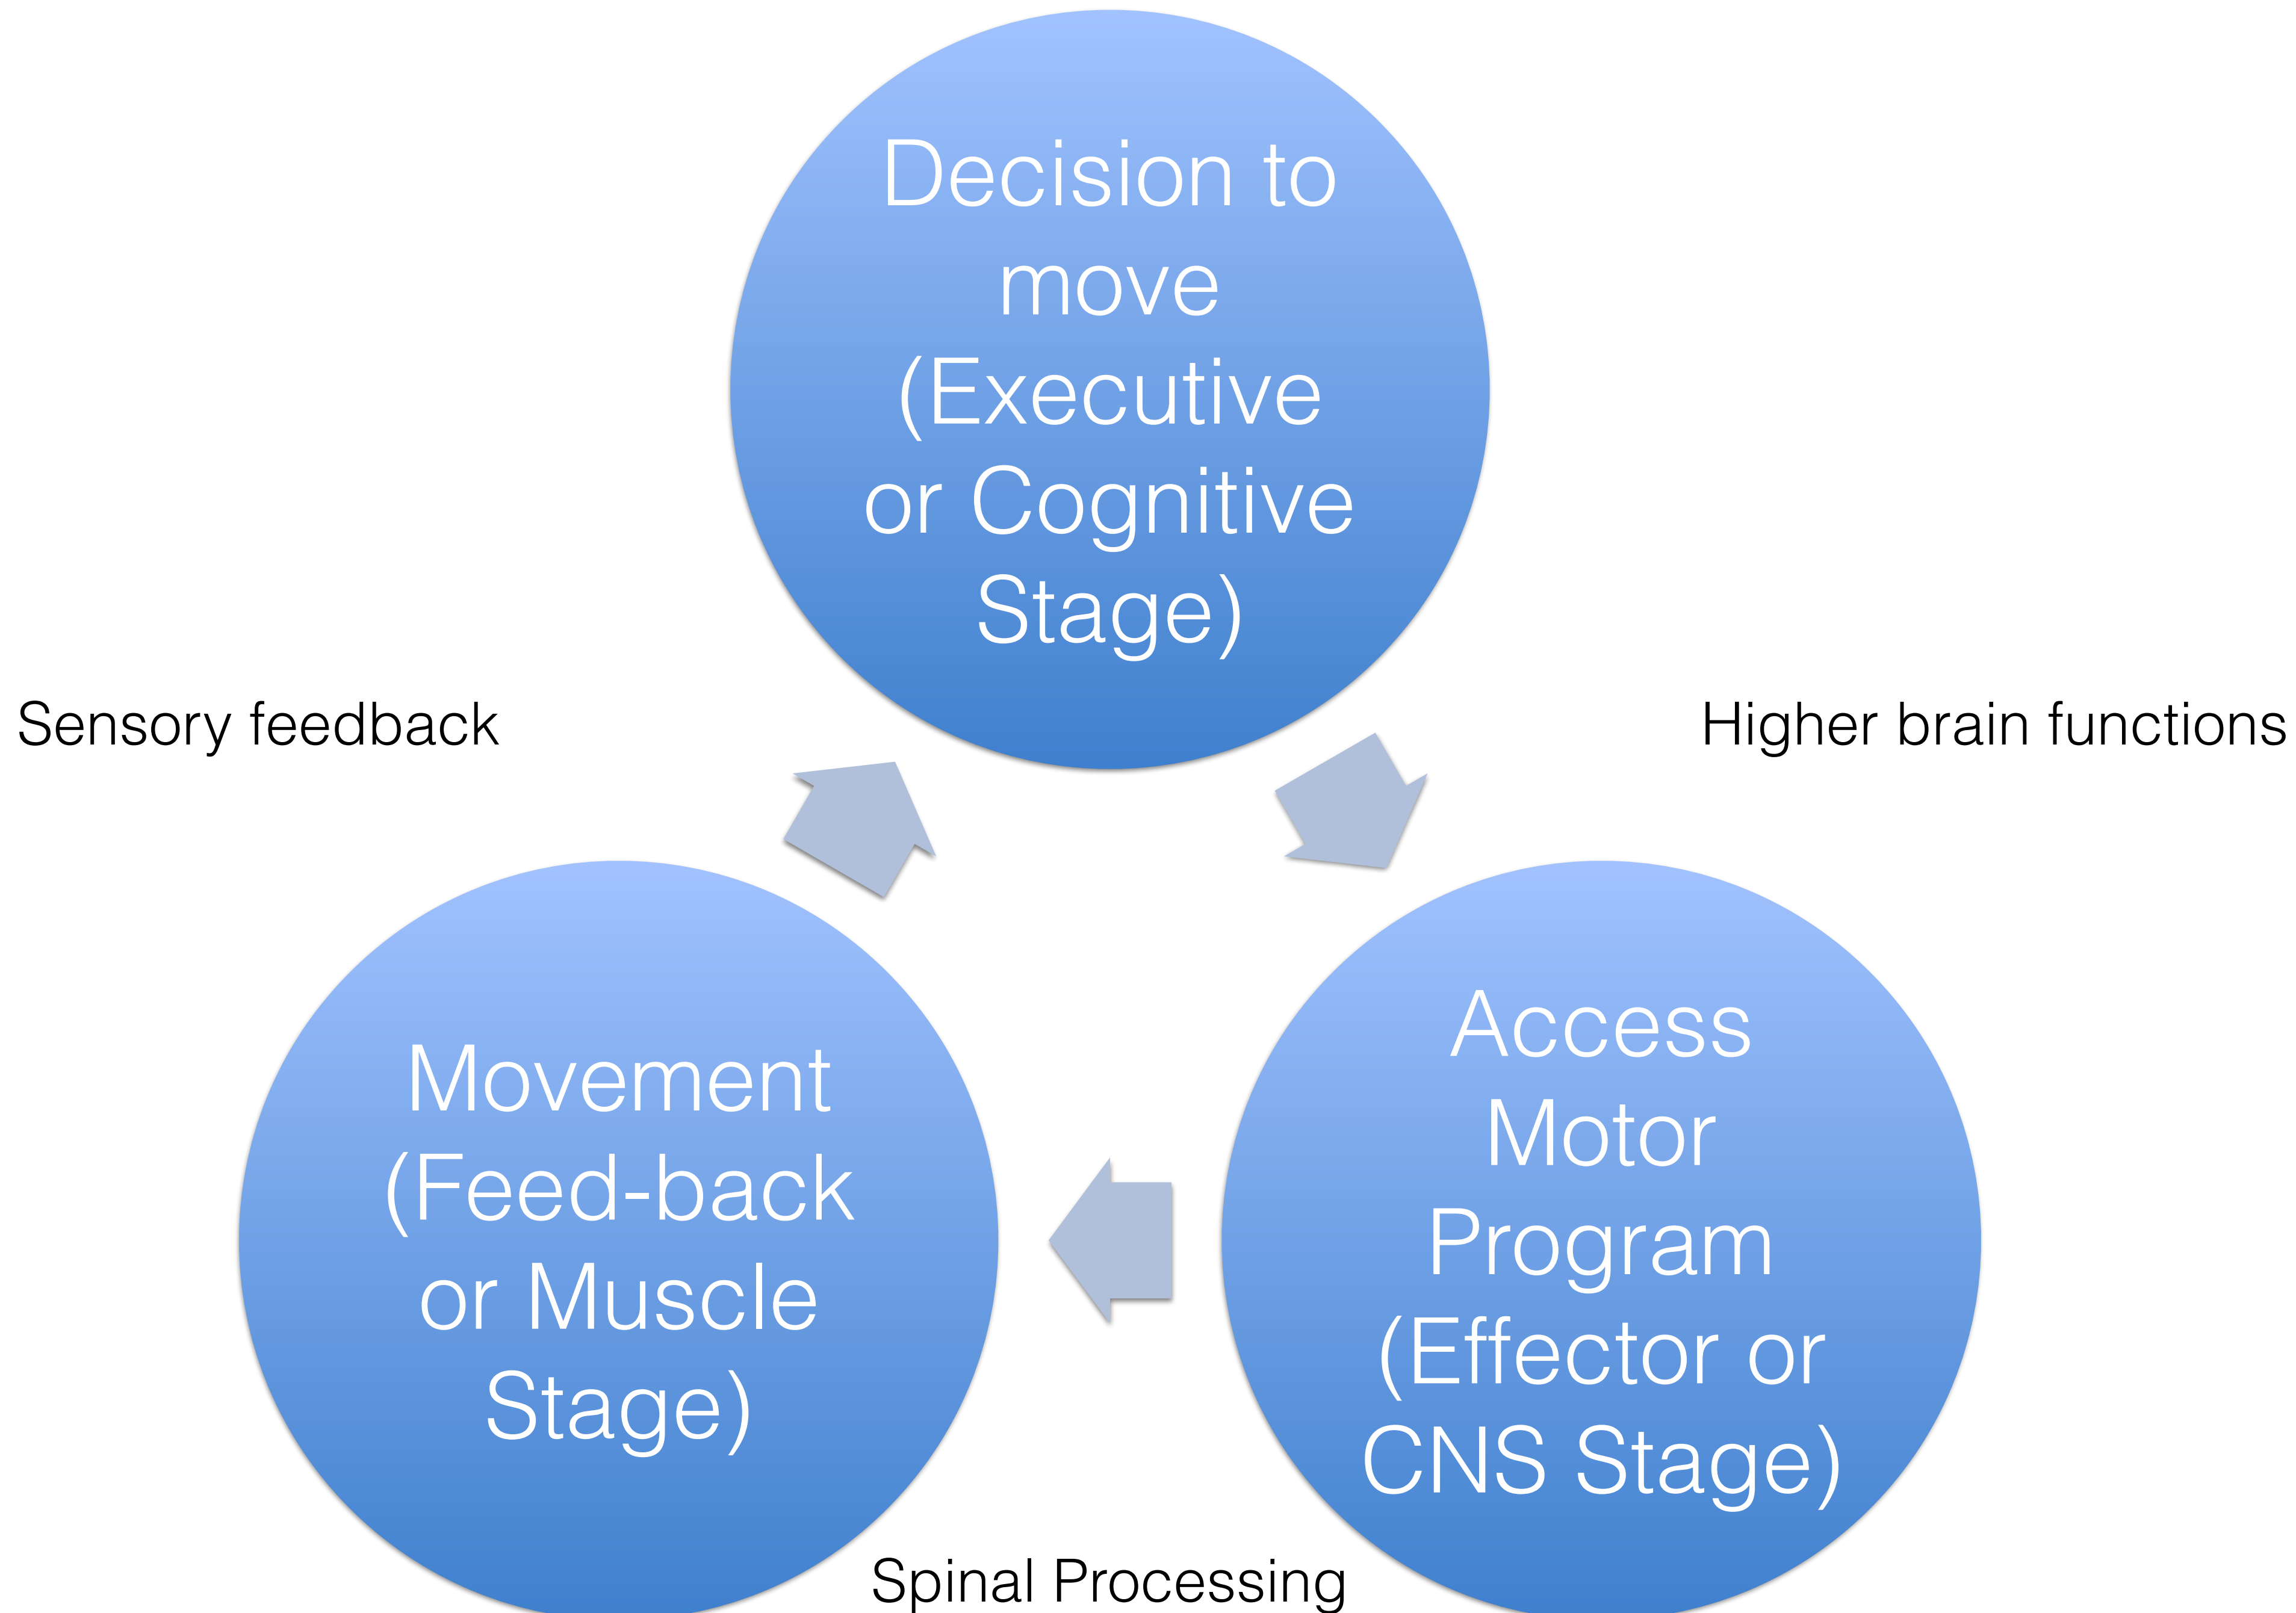 Decision to
move
(Executive
or Cognitive
Stage)
Sensory feedback
Higher brain functions
Movement
(Feed-back
or Muscle
Stage)
Access
Motor
Program
(Effector or
CNS Stage)
Spinal Processing